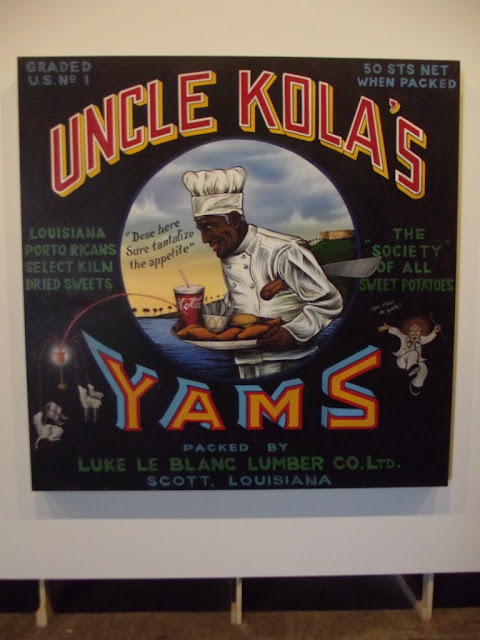 GRADED
U.S.Nº 1
50 STS NET
WHEN PACKED
UNCLE KOLA'S
"Dese here
Sure tantalize
the appetite"
LOUISIANA
PORTO RICANS
SELECT KILN
DRIED SWEETS
THE
"SOCIETY"
OF ALL
SWEET POTATOES
Cola
YAMS
PACKED BY
LUKE LE BLANC LUMBER CO. LTD.
SCOTT, LOUISIANA